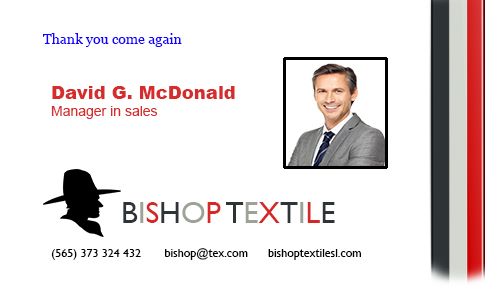 Thank you come again
David G. McDonald
Manager in sales
BISHOP TEXTILE
(565) 373 324 432 bishop@tex.com bishoptextilesl.com